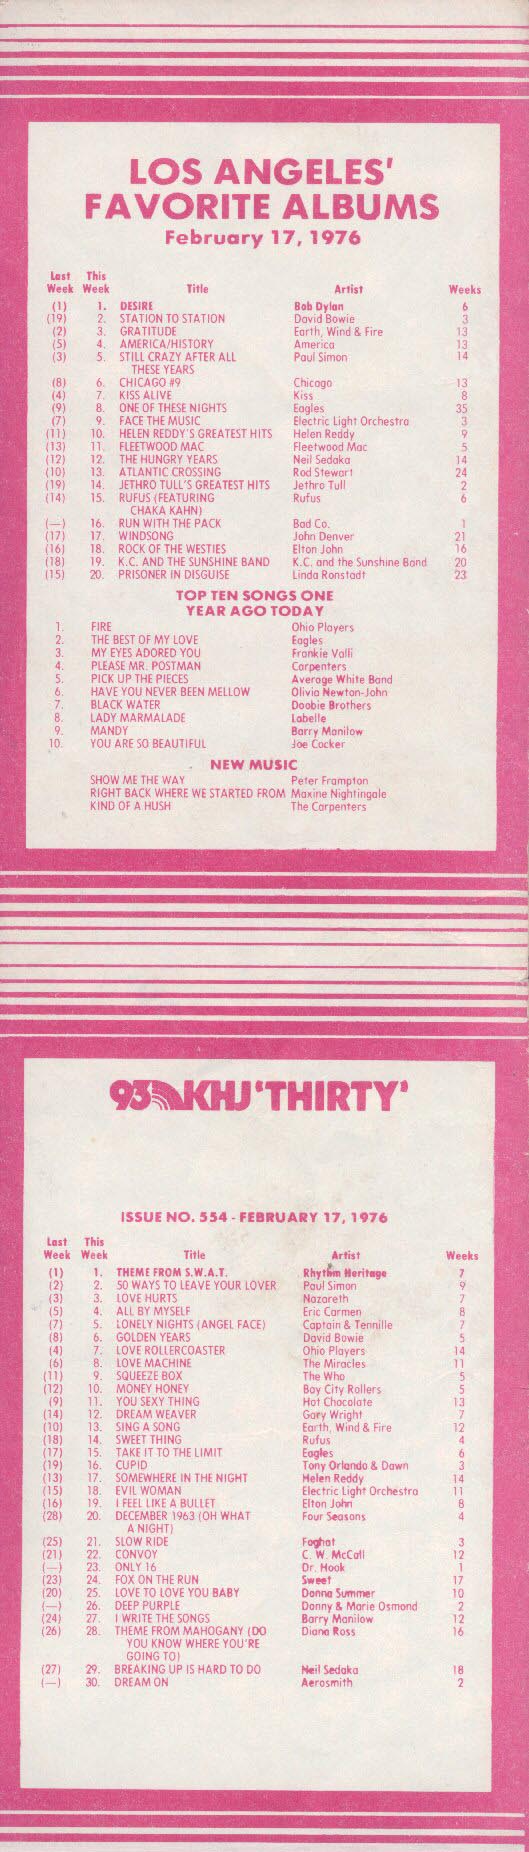 LOS ANGELES'
FAVORITE ALBUMS
February 17, 1976
Last This
Week Week Title Artist Weeks
(1) 1. DESIRE Bob Dylan 6
(19) 2. STATION TO STATION David Bowie 3
(2) 3. GRATITUDE Earth, Wind & Fire 13
(5) 4. AMERICA/HISTORY America 13
(3) 5. STILL CRAZY AFTER ALL Paul Simon 14
THESE YEARS
(8) 6. CHICAGO #9 Chicago 13
(4) 7. KISS ALIVE Kiss 8
(9) 8. ONE OF THESE NIGHTS Eagles 35
(7) 9. FACE THE MUSIC Electric Light Orchestra 3
(11) 10. HELEN REDDY'S GREATEST HITS Helen Reddy 9
(13) 11. FLEETWOOD MAC Fleetwood Mac 5
(12) 12. THE HUNGRY YEARS Neil Sedaka 14
(10) 13. ATLANTIC CROSSING Rod Stewart 24
(19) 14. JETHRO TULL'S GREATEST HITS Jethro Tull 2
(14) 15. RUFUS (FEATURING Rufus 6
CHAKA KAHN)
(—) 16. RUN WITH THE PACK Bad Co. 1
(17) 17. WINDSONG John Denver 21
(16) 18. ROCK OF THE WESTIES Elton John 16
(18) 19. K.C. AND THE SUNSHINE BAND K.C. and the Sunshine Band 20
(15) 20. PRISONER IN DISGUISE Linda Ronstadt 23
TOP TEN SONGS ONE
YEAR AGO TODAY
1. FIRE Ohio Players
2. THE BEST OF MY LOVE Eagles
3. MY EYES ADORED YOU Frankie Valli
4. PLEASE MR. POSTMAN Carpenters
5. PICK UP THE PIECES Average White Band
6. HAVE YOU NEVER BEEN MELLOW Olivia Newton-John
7. BLACK WATER Doobie Brothers
8. LADY MARMALADE Labelle
9. MANDY Barry Manilow
10. YOU ARE SO BEAUTIFUL Joe Cocker
NEW MUSIC
SHOW ME THE WAY Peter Frampton
RIGHT BACK WHERE WE STARTED FROM Maxine Nightingale
KIND OF A HUSH The Carpenters
93 KHJ 'THIRTY'
ISSUE NO. 554 - FEBRUARY 17, 1976
Last This
Week Week Title Artist Weeks
(1) 1. THEME FROM S.W.A.T. Rhythm Heritage 7
(2) 2. 50 WAYS TO LEAVE YOUR LOVER Paul Simon 9
(3) 3. LOVE HURTS Nazareth 7
(5) 4. ALL BY MYSELF Eric Carmen 8
(7) 5. LONELY NIGHTS (ANGEL FACE) Captain & Tennille 7
(8) 6. GOLDEN YEARS David Bowie 5
(4) 7. LOVE ROLLERCOASTER Ohio Players 14
(6) 8. LOVE MACHINE The Miracles 11
(11) 9. SQUEEZE BOX The Who 5
(12) 10. MONEY HONEY Bay City Rollers 5
(9) 11. YOU SEXY THING Hot Chocolate 13
(14) 12. DREAM WEAVER Gary Wright 7
(10) 13. SING A SONG Earth, Wind & Fire 12
(18) 14. SWEET THING Rufus 4
(17) 15. TAKE IT TO THE LIMIT Eagles 6
(19) 16. CUPID Tony Orlando & Dawn 3
(13) 17. SOMEWHERE IN THE NIGHT Helen Reddy 14
(15) 18. EVIL WOMAN Electric Light Orchestra 11
(16) 19. I FEEL LIKE A BULLET Elton John 8
(28) 20. DECEMBER 1963 (OH WHAT Four Seasons 4
A NIGHT)
(25) 21. SLOW RIDE Foghat 3
(21) 22. CONVOY C. W. McCall 12
(—) 23. ONLY 16 Dr. Hook 1
(23) 24. FOX ON THE RUN Sweet 17
(20) 25. LOVE TO LOVE YOU BABY Donna Summer 10
(—) 26. DEEP PURPLE Donny & Marie Osmond 2
(24) 27. I WRITE THE SONGS Barry Manilow 12
(26) 28. THEME FROM MAHOGANY (DO Diana Ross 16
YOU KNOW WHERE YOU'RE
GOING TO)
(27) 29. BREAKING UP IS HARD TO DO Neil Sedaka 18
(—) 30. DREAM ON Aerosmith 2